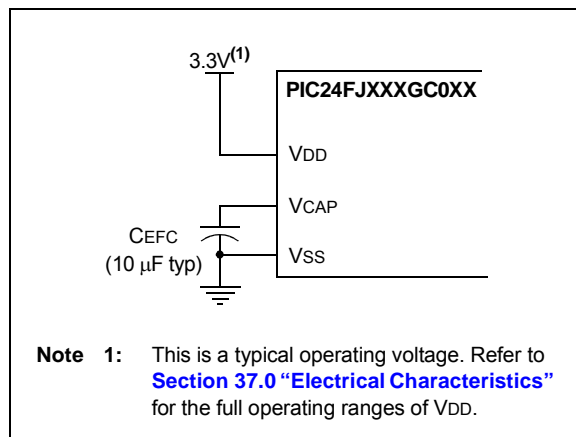 3.3V(1)
PIC24FJXXXGC0XX
VDD
VCAP
CEFC
(10 μF typ)
VSS
Note 1: This is a typical operating voltage. Refer to
Section 37.0 “Electrical Characteristics”
for the full operating ranges of VDD.